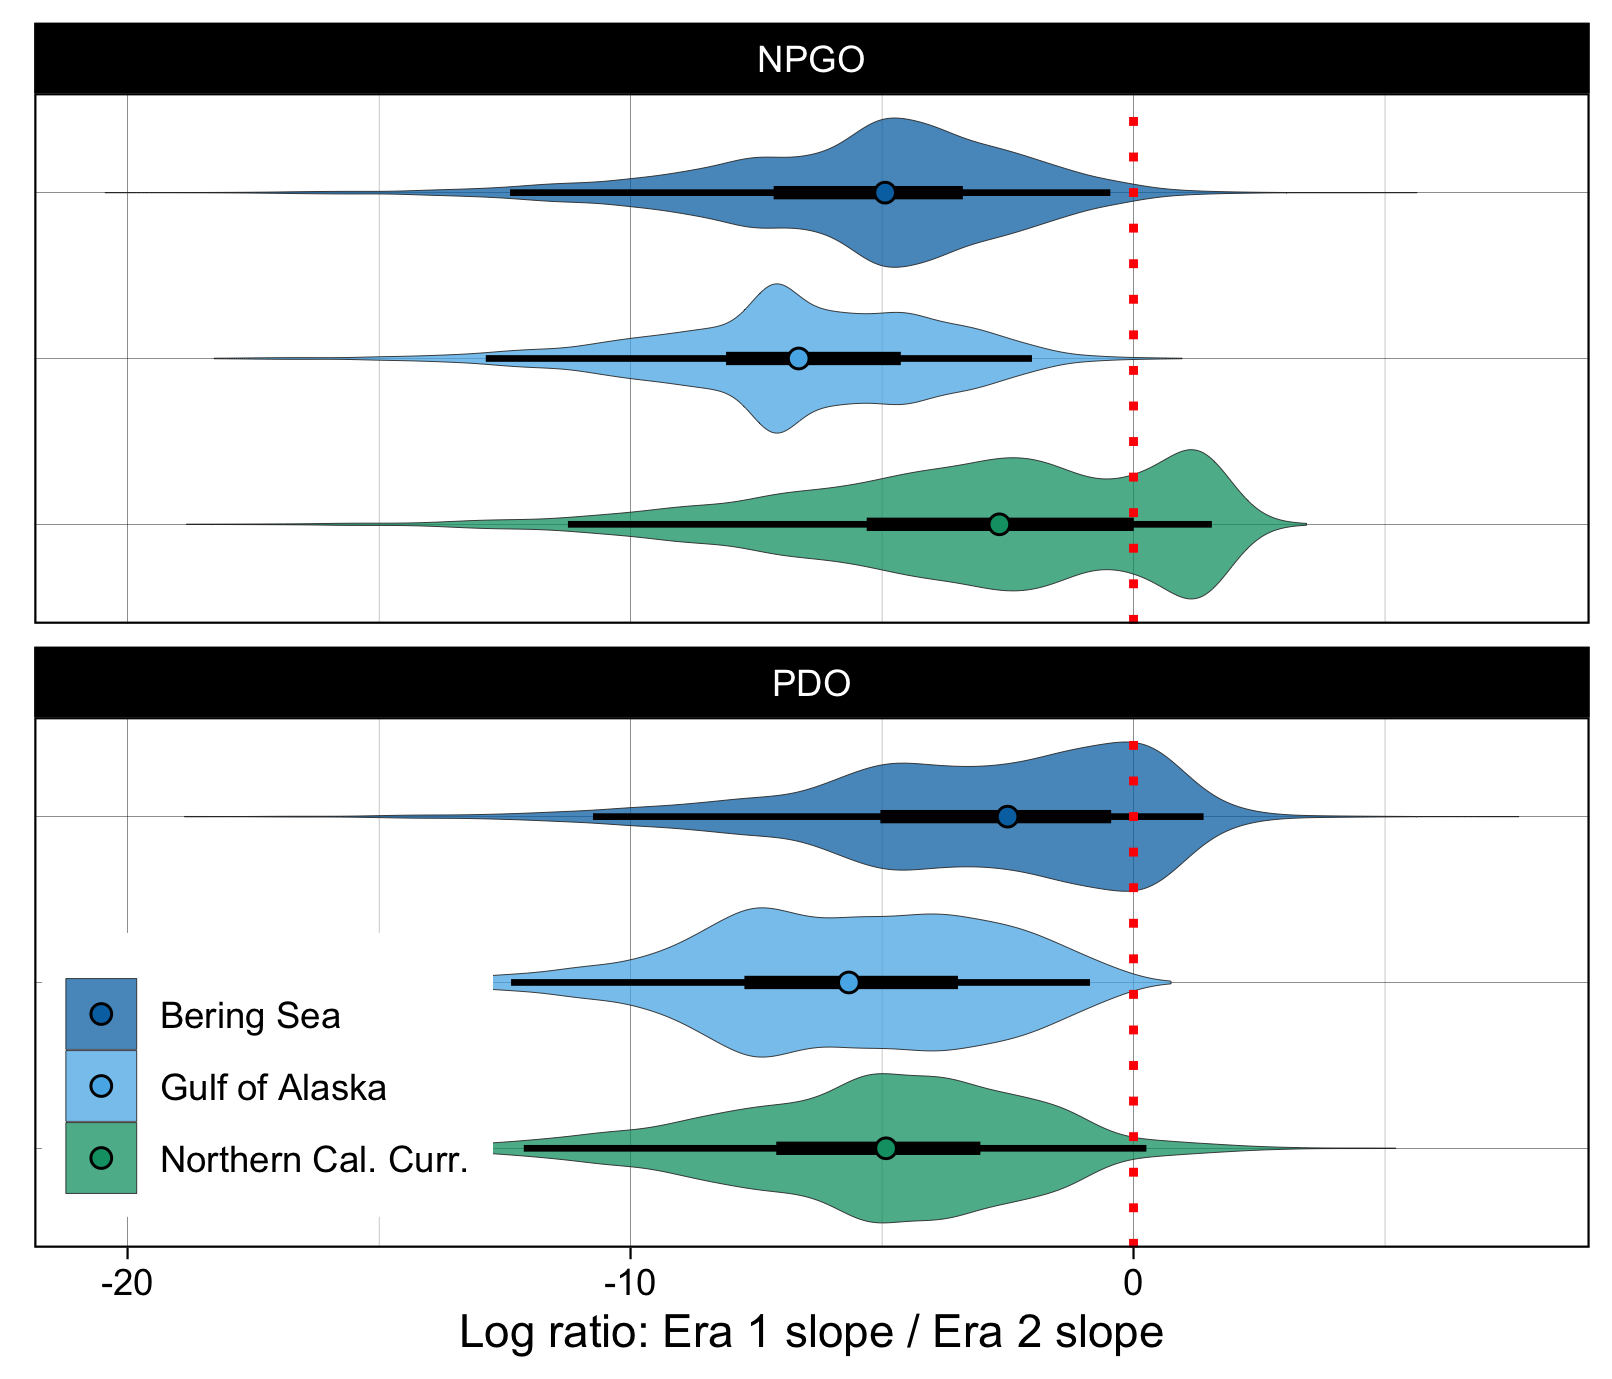 NPGO
PDO
Bering Sea
Gulf of Alaska
Northern Cal. Curr.
-20 -10 0
Log ratio: Era 1 slope / Era 2 slope